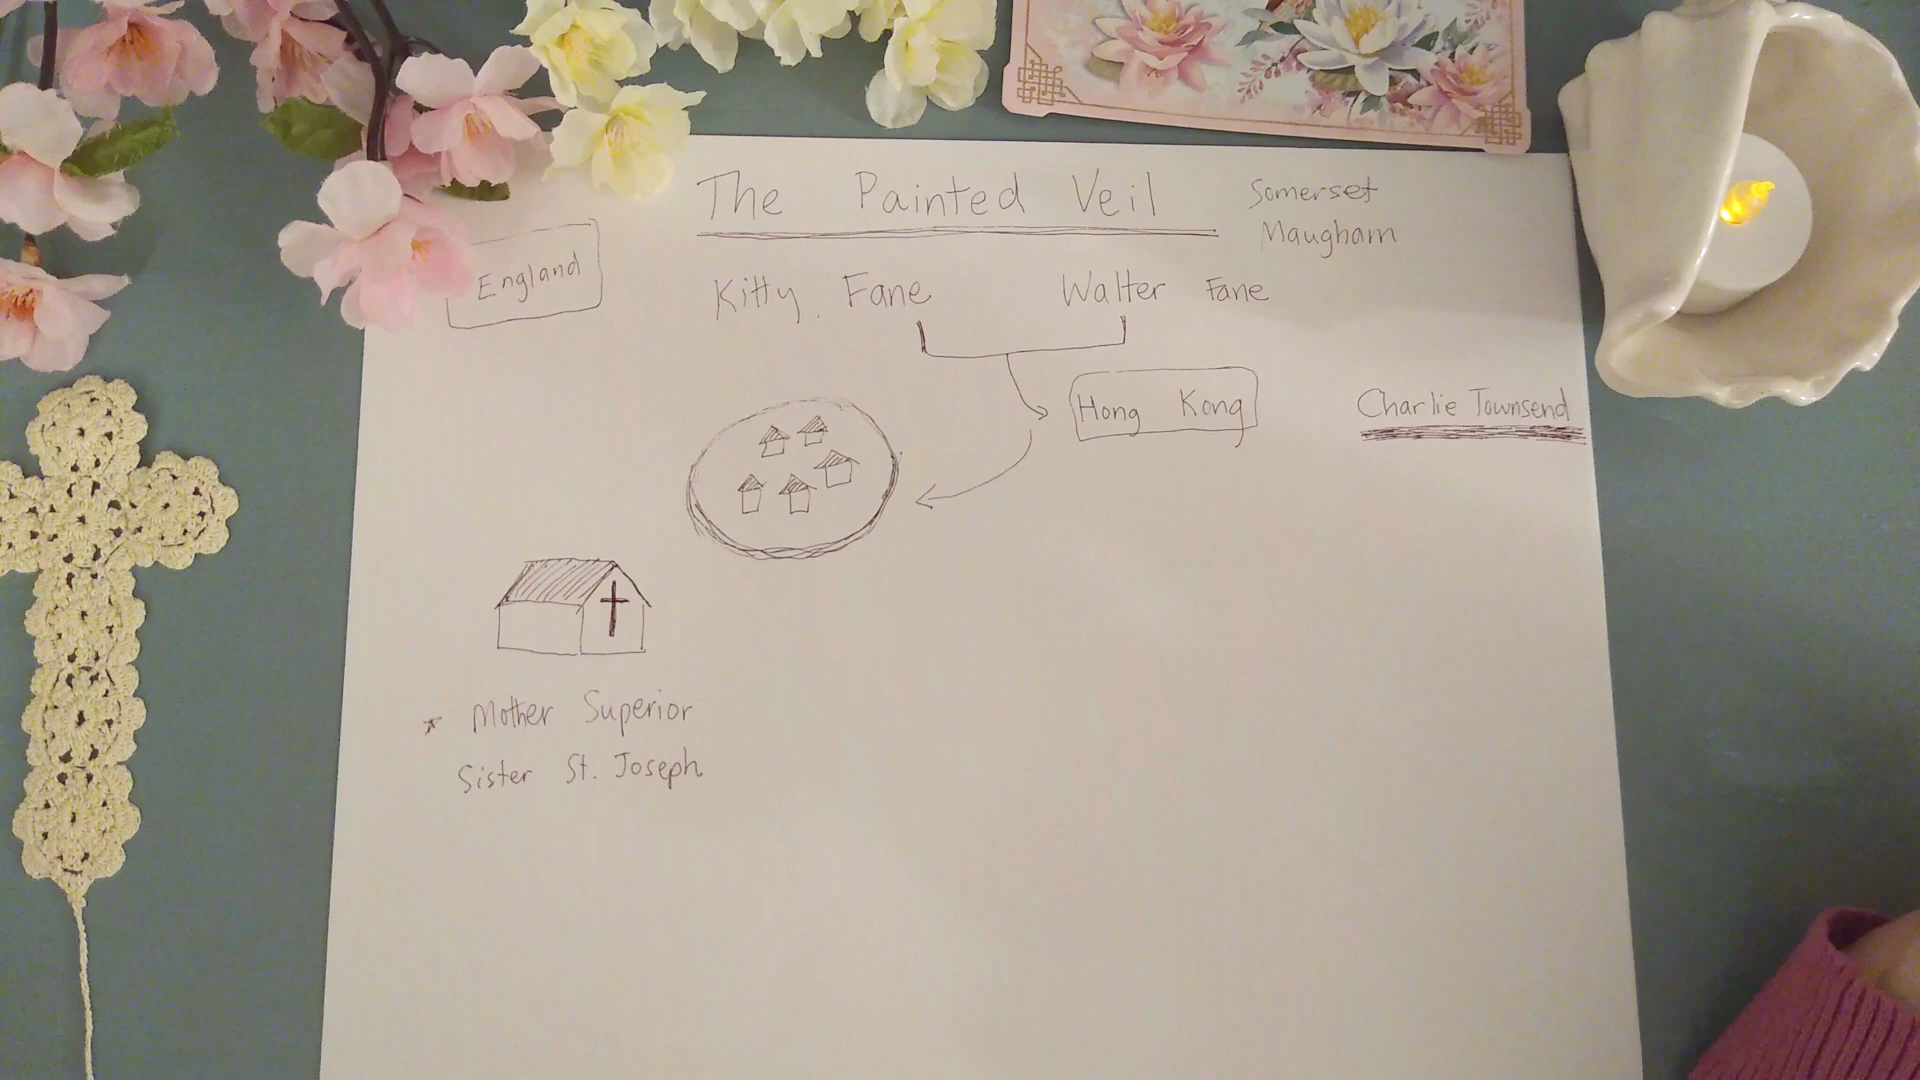 The Painted Veil
Somerset
Maugham
England
Kitty Fane
Walter Fane
Hong Kong
Charlie Townsend
* Mother Superior
Sister St. Joseph